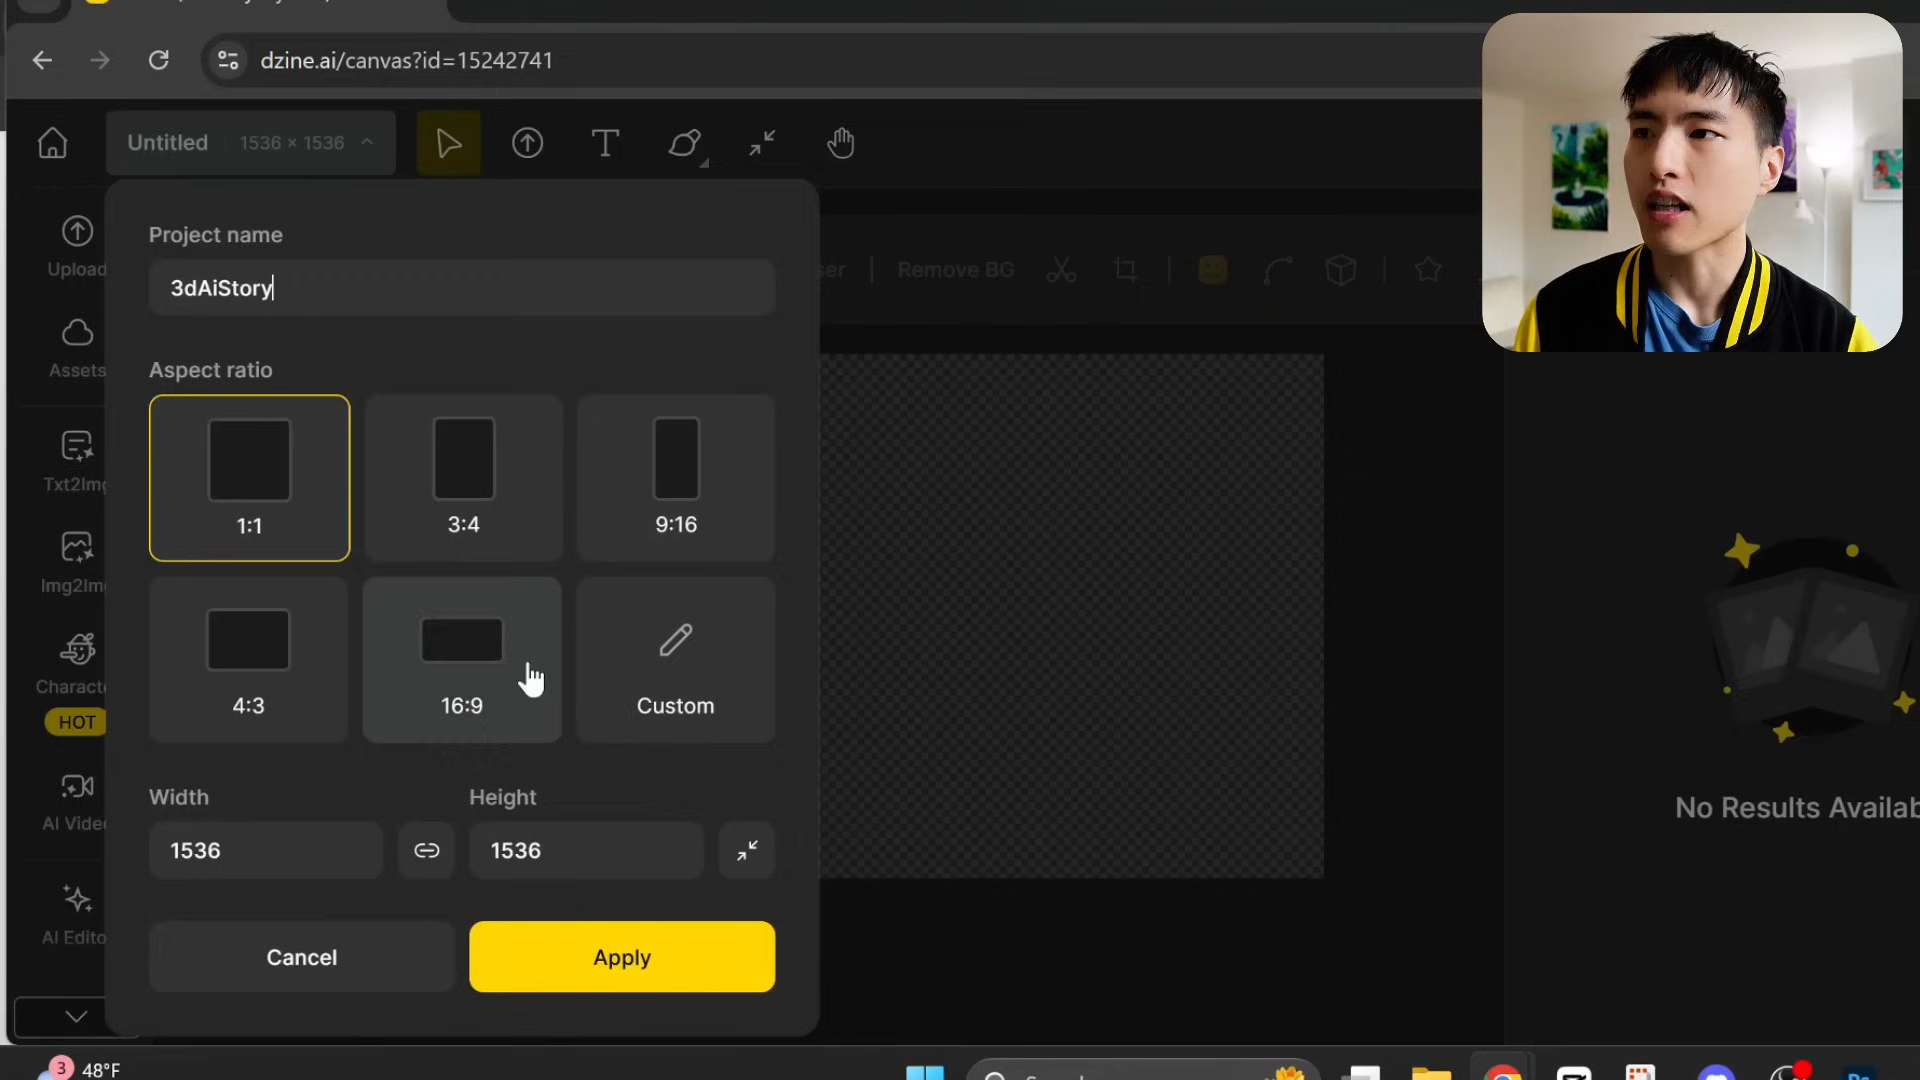 dzine.ai/canvas?id=15242741
Untitled 1536 × 1536
Project name
3dAiStory
Remove BG
Upload
Aspect ratio
Assets
1:1 3:4 9:16
Txt2Img
Img2Im
4:3 16:9 Custom
Charact
HOT
Width Height
1536 1536
AI Vide
No Results Availab
AI Edito
Cancel Apply
3 48°F